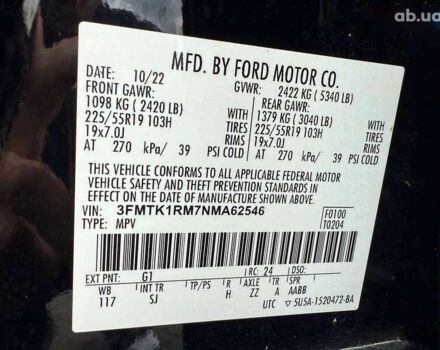 ab.ua
MFD. BY FORD MOTOR CO.
DATE: 10/22 GVWR: 2422 KG ( 5340 LB)
FRONT GAWR: REAR GAWR:
1098 KG ( 2420 LB) 1379 KG ( 3040 LB)
225/55R19 103H WITH TIRES 225/55R19 103H WITH TIRES
19x7.0J RIMS 19x7.0J RIMS
AT 270 kPa/ 39 PSI COLD AT 270 kPa/ 39 PSI COLD
THIS VEHICLE CONFORMS TO ALL APPLICABLE FEDERAL MOTOR
VEHICLE SAFETY AND THEFT PREVENTION STANDARDS IN EFFECT
ON THE DATE OF MANUFACTURE SHOWN ABOVE.
VIN: 3FMTK1RM7NMA62546 F0100
TYPE: MPV T0204
EXT PNT: G1 RC: 24 DSO:
WB INT TR TP/PS R AXLE TR
117 SJ H ZZ A AABB
UTC 5U5A-1520472-BA